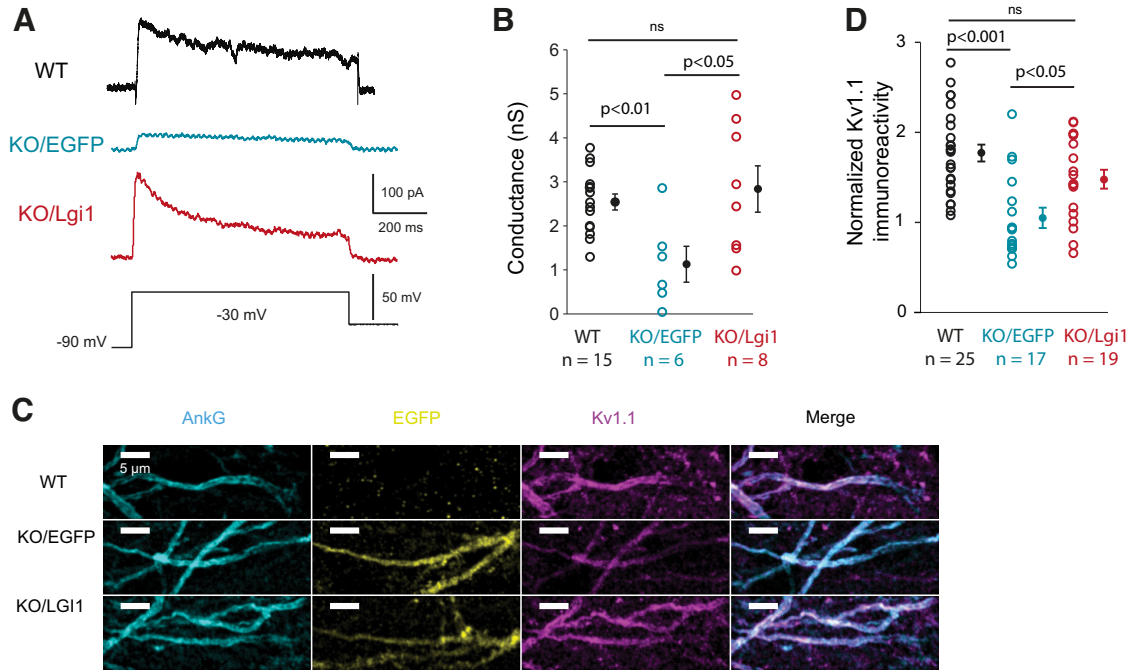 A
WT
KO/EGFP
KO/Lgi1
100 pA
200 ms
50 mV
-30 mV
-90 mV
B
ns
p<0.05
p<0.01
Conductance (nS)
6
5
4
3
2
1
0
WT
n = 15
KO/EGFP
n = 6
KO/Lgi1
n = 8
D
ns
p<0.001
p<0.05
Normalized Kv1.1
immunoreactivity
3
2
1
0
WT
n = 25
KO/EGFP
n = 17
KO/Lgi1
n = 19
C
AnkG
EGFP
Kv1.1
Merge
5 µm
WT
KO/EGFP
KO/LGI1